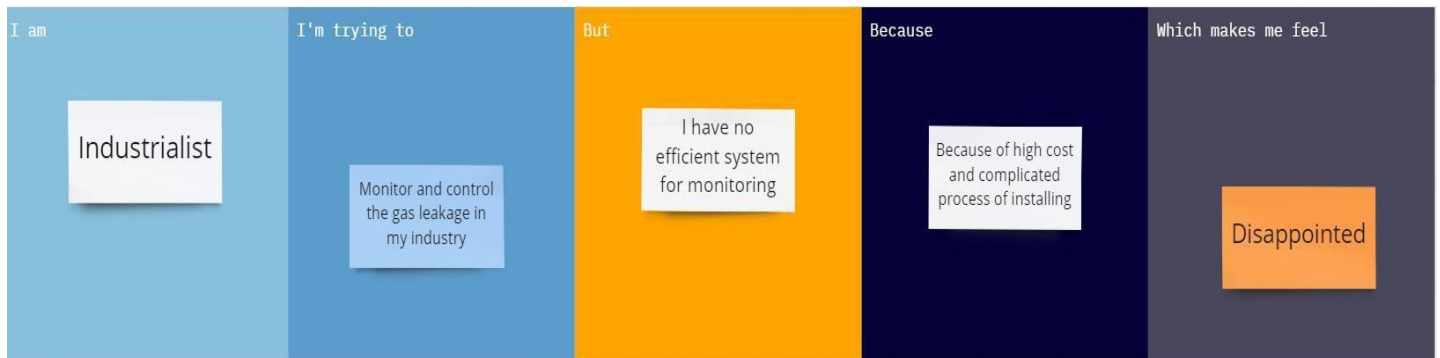 I am
Industrialist
I'm trying to
Monitor and control
the gas leakage in
my industry
But
I have no
efficient system
for monitoring
Because
Because of high cost
and complicated
process of installing
Which makes me feel
Disappointed